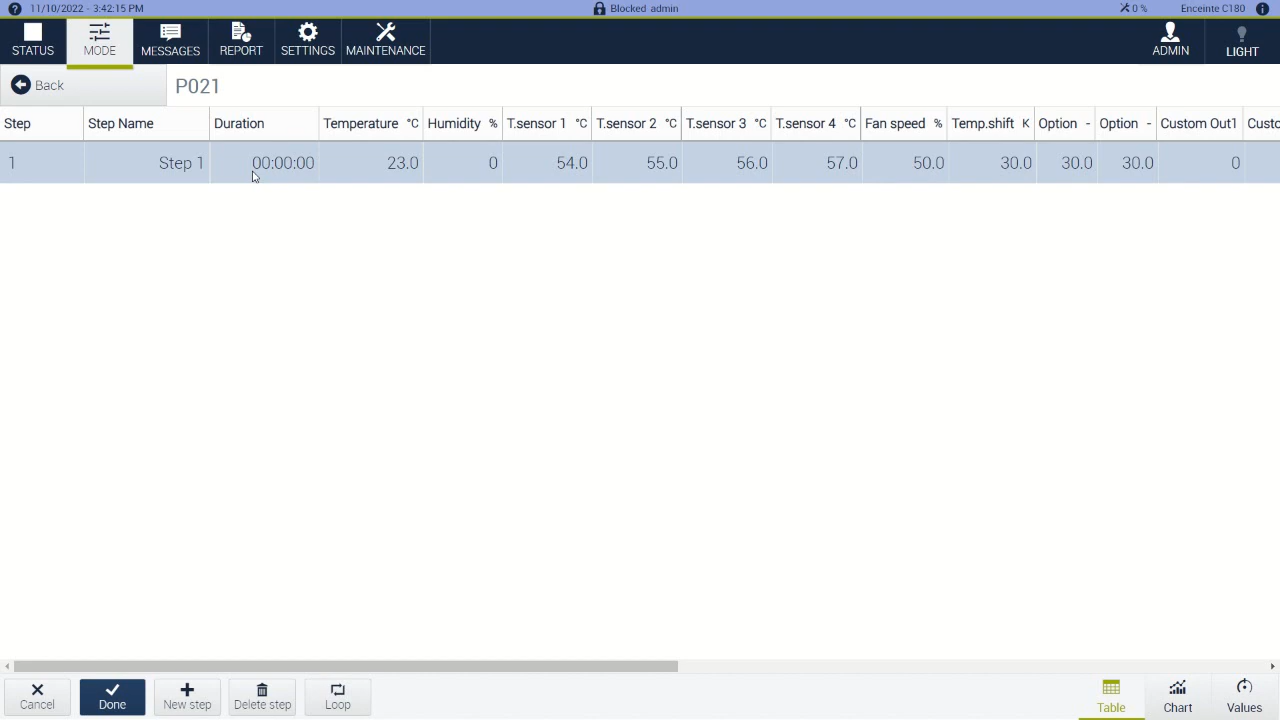 11/10/2022 - 3:42:15 PM Blocked admin 0 % Enceinte C180
STATUS MODE MESSAGES REPORT SETTINGS MAINTENANCE ADMIN LIGHT
Back P021
Step Step Name Duration Temperature °C Humidity % T.sensor 1 °C T.sensor 2 °C T.sensor 3 °C T.sensor 4 °C Fan speed % Temp.shift K Option - Option - Custom Out1 Custo
1 Step 1 00:00:00 23.0 0 54.0 55.0 56.0 57.0 50.0 30.0 30.0 30.0 0
Cancel Done New step Delete step Loop Table Chart Values